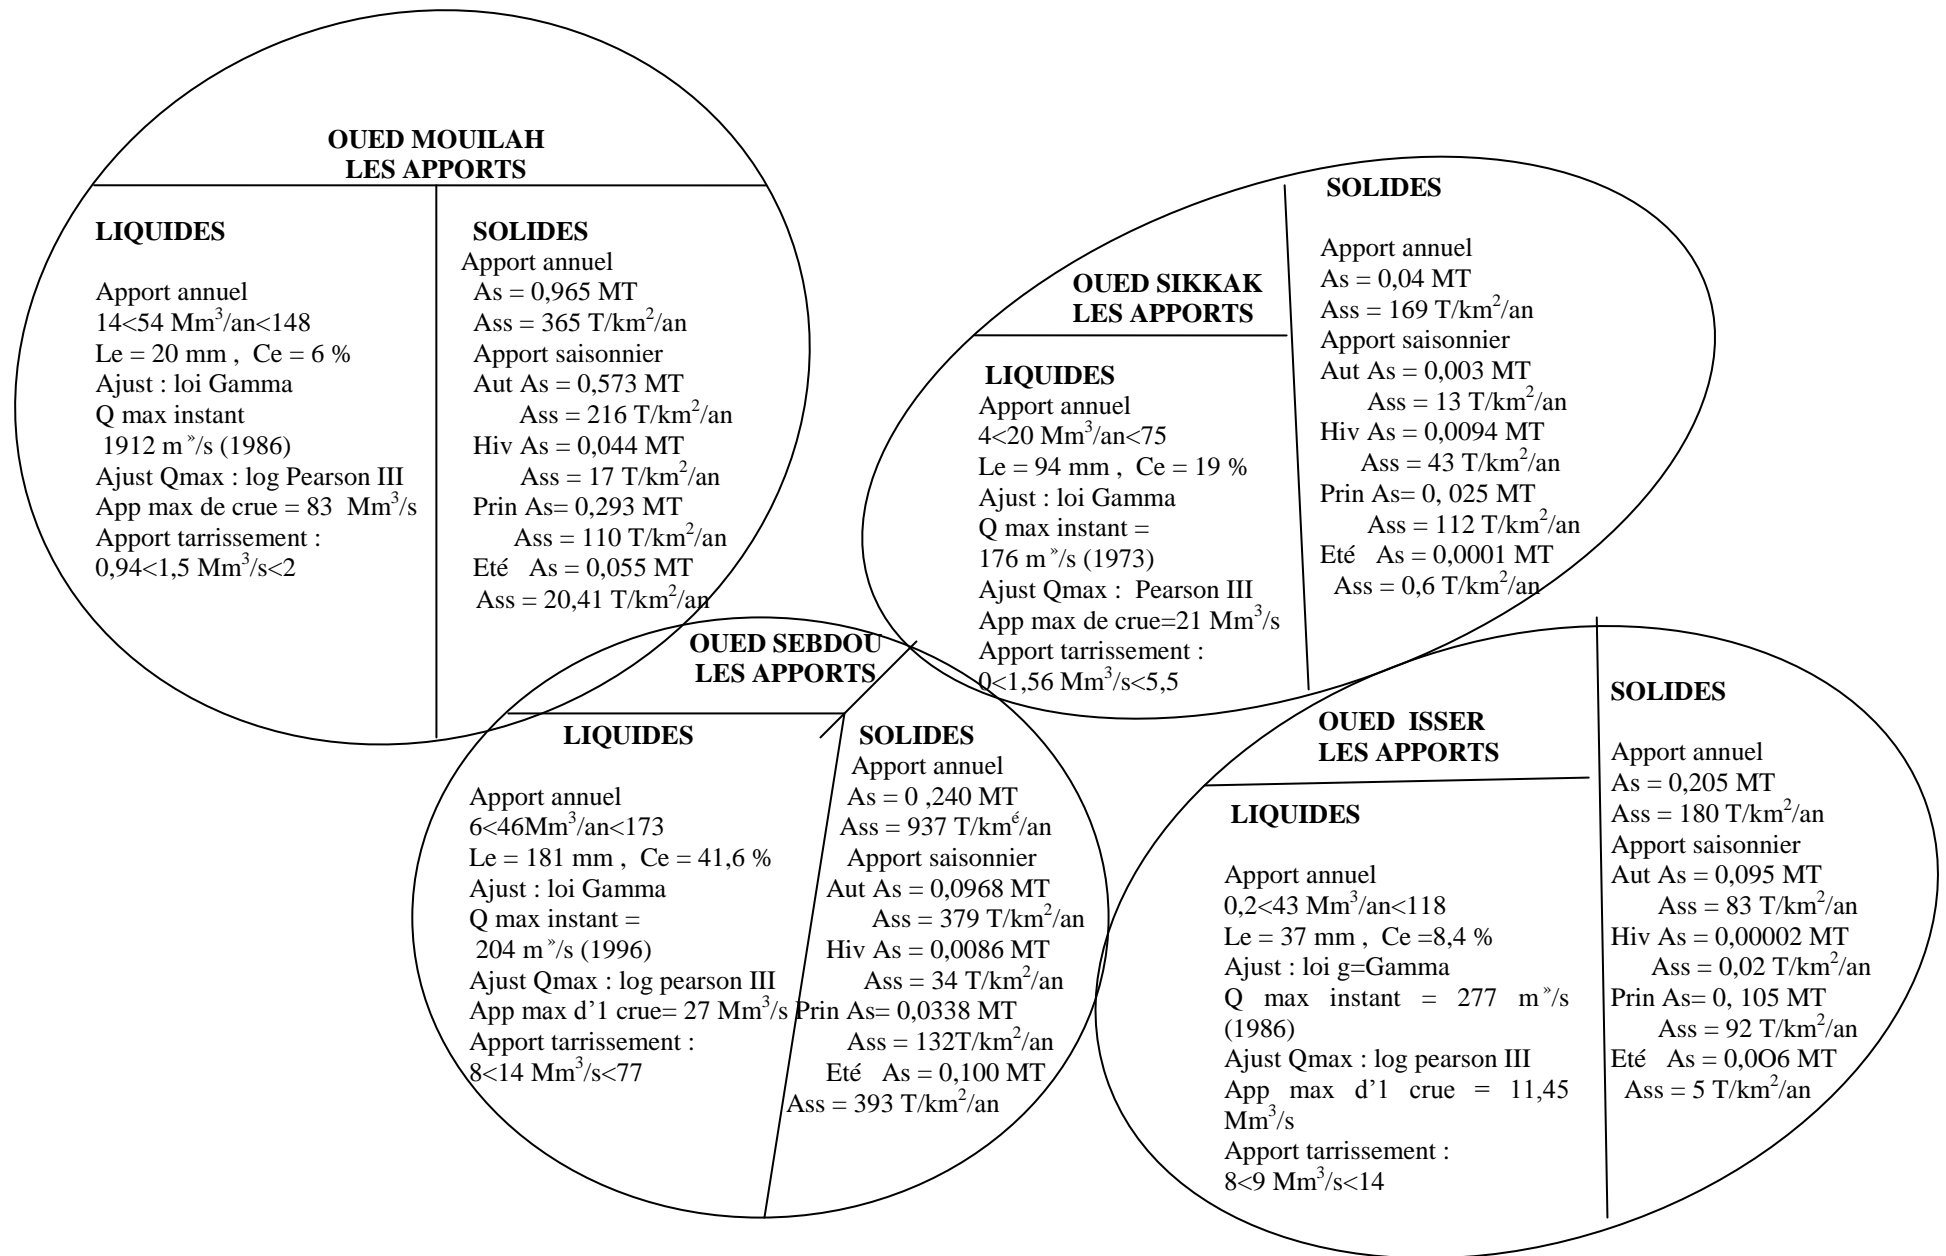 OUED MOUILAH
LES APPORTS
LIQUIDES
Apport annuel
14<54 Mm³/an<148
Le = 20 mm , Ce = 6 %
Ajust : loi Gamma
Q max instant
1912 m»/s (1986)
Ajust Qmax : log Pearson III
App max de crue = 83 Mm³/s
Apport tarrissement :
0,94<1,5 Mm³/s<2
SOLIDES
Apport annuel
As = 0,965 MT
Ass = 365 T/km²/an
Apport saisonnier
Aut As = 0,573 MT
Ass = 216 T/km²/an
Hiv As = 0,044 MT
Ass = 17 T/km²/an
Prin As= 0,293 MT
Ass = 110 T/km²/an
Eté As = 0,055 MT
Ass = 20,41 T/km²/an
OUED SIKKAK
LES APPORTS
LIQUIDES
Apport annuel
4<20 Mm³/an<75
Le = 94 mm , Ce = 19 %
Ajust : loi Gamma
Q max instant =
176 m»/s (1973)
Ajust Qmax : Pearson III
App max de crue=21 Mm³/s
Apport tarrissement :
0<1,56 Mm³/s<5,5
SOLIDES
Apport annuel
As = 0,04 MT
Ass = 169 T/km²/an
Apport saisonnier
Aut As = 0,003 MT
Ass = 13 T/km²/an
Hiv As = 0,0094 MT
Ass = 43 T/km²/an
Prin As= 0, 025 MT
Ass = 112 T/km²/an
Eté As = 0,0001 MT
Ass = 0,6 T/km²/an
OUED SEBDOU
LES APPORTS
LIQUIDES
Apport annuel
6<46Mm³/an<173
Le = 181 mm , Ce = 41,6 %
Ajust : loi Gamma
Q max instant =
204 m»/s (1996)
Ajust Qmax : log pearson III
App max d’1 crue= 27 Mm³/s
Apport tarrissement :
8<14 Mm³/s<77
SOLIDES
Apport annuel
As = 0 ,240 MT
Ass = 937 T/kmé/an
Apport saisonnier
Aut As = 0,0968 MT
Ass = 379 T/km²/an
Hiv As = 0,0086 MT
Ass = 34 T/km²/an
Prin As= 0,0338 MT
Ass = 132T/km²/an
Eté As = 0,100 MT
Ass = 393 T/km²/an
OUED ISSER
LES APPORTS
LIQUIDES
Apport annuel
0,2<43 Mm³/an<118
Le = 37 mm , Ce =8,4 %
Ajust : loi g=Gamma
Q max instant = 277 m»/s
(1986)
Ajust Qmax : log pearson III
App max d’1 crue = 11,45
Mm³/s
Apport tarrissement :
8<9 Mm³/s<14
SOLIDES
Apport annuel
As = 0,205 MT
Ass = 180 T/km²/an
Apport saisonnier
Aut As = 0,095 MT
Ass = 83 T/km²/an
Hiv As = 0,00002 MT
Ass = 0,02 T/km²/an
Prin As= 0, 105 MT
Ass = 92 T/km²/an
Eté As = 0,0O6 MT
Ass = 5 T/km²/an